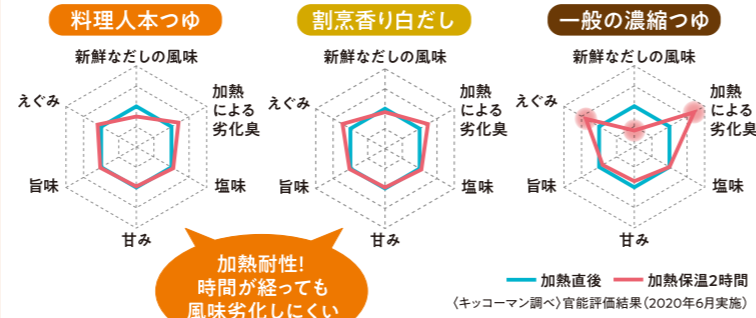 料理人本つゆ
新鮮なだしの風味
えぐみ
加熱
による
劣化臭
旨味
塩味
甘み
割烹香り白だし
新鮮なだしの風味
えぐみ
加熱
による
劣化臭
旨味
塩味
甘み
一般の濃縮つゆ
新鮮なだしの風味
えぐみ
加熱
による
劣化臭
旨味
塩味
甘み
加熱耐性!
時間が経っても
風味劣化しにくい
加熱直後 加熱保温2時間
〈キッコーマン調べ〉官能評価結果(2020年6月実施)